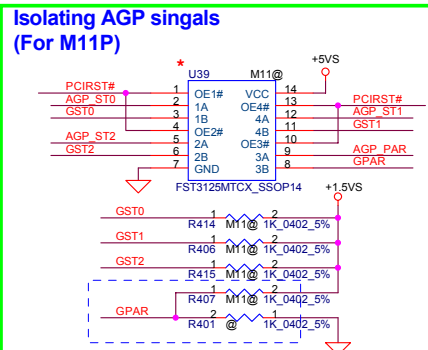 Isolating AGP singals
(For M11P)
*
U39 M11@
+5VS
PCIRST# 1 OE1# VCC 14
AGP_ST0 2 1A OE4# 13 PCIRST#
GST0 3 1B 4A 12 AGP_ST1
4 OE2# 4B 11 GST1
AGP_ST2 5 2A OE3# 10
GST2 6 2B 3A 9 AGP_PAR
7 GND 3B 8 GPAR
FST3125MTCX_SSOP14
+1.5VS
GST0 1 2
R414 M11@ 1K_0402_5%
GST1 1 2
R406 M11@ 1K_0402_5%
GST2 1 2
R415 M11@ 1K_0402_5%
1 2
R407 M11@ 1K_0402_5%
GPAR 2 1
R401 @ 1K_0402_5%